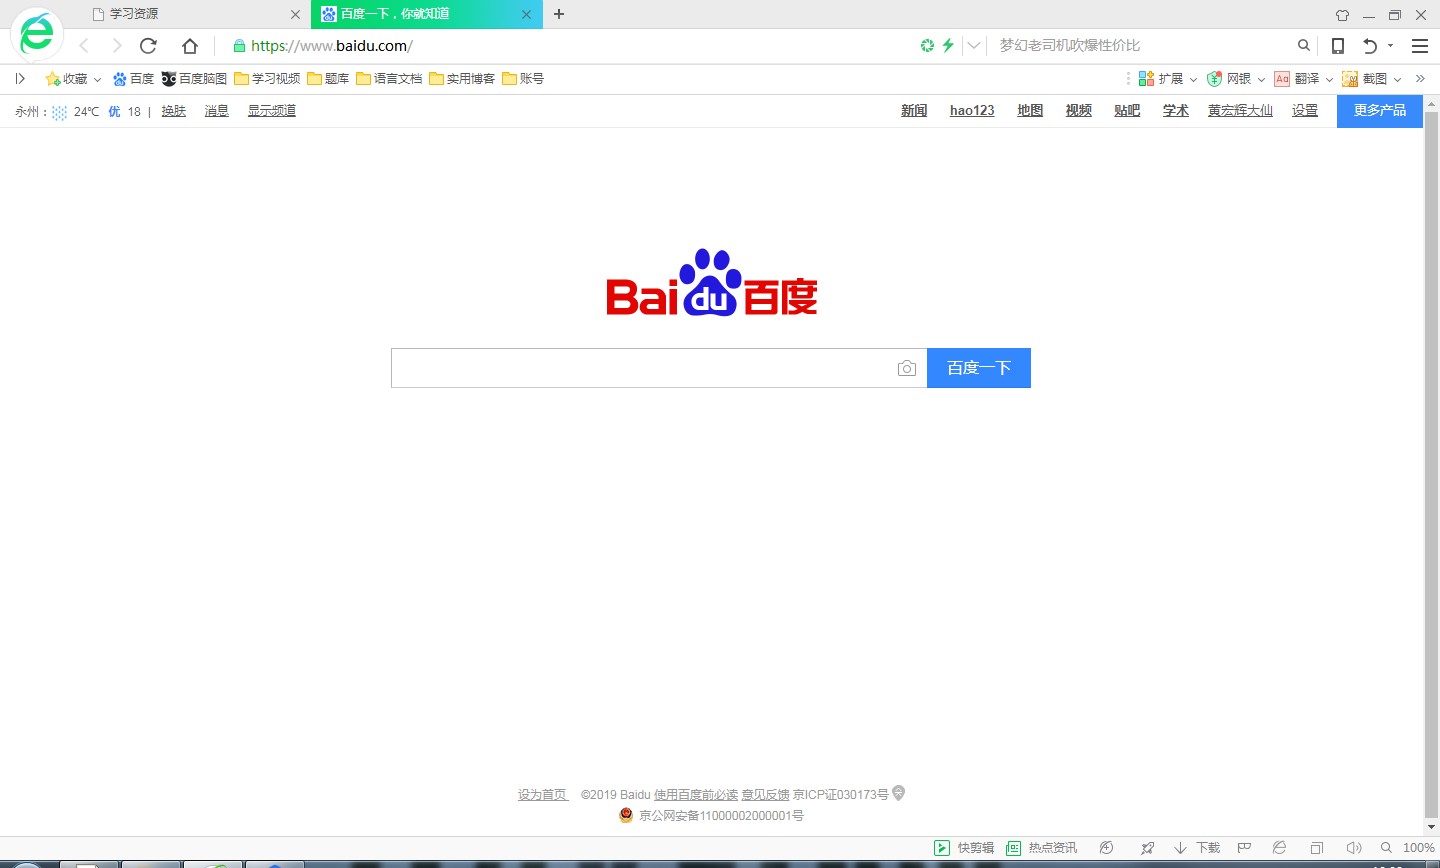 学习资源
百度一下，你就知道
https://www.baidu.com/
梦幻老司机吹爆性价比
收藏 百度 百度脑图 学习视频 题库 语言文档 实用博客 账号 扩展 网银 Aa 翻译 截图
永州： 24℃ 优 18 | 换肤 消息 显示频道 新闻 hao123 地图 视频 贴吧 学术 黄宏辉大仙 设置 更多产品
Bai du 百度
百度一下
设为首页 ©2019 Baidu 使用百度前必读 意见反馈 京ICP证030173号
京公网安备11000002000001号
快剪辑 热点资讯 下载 100%